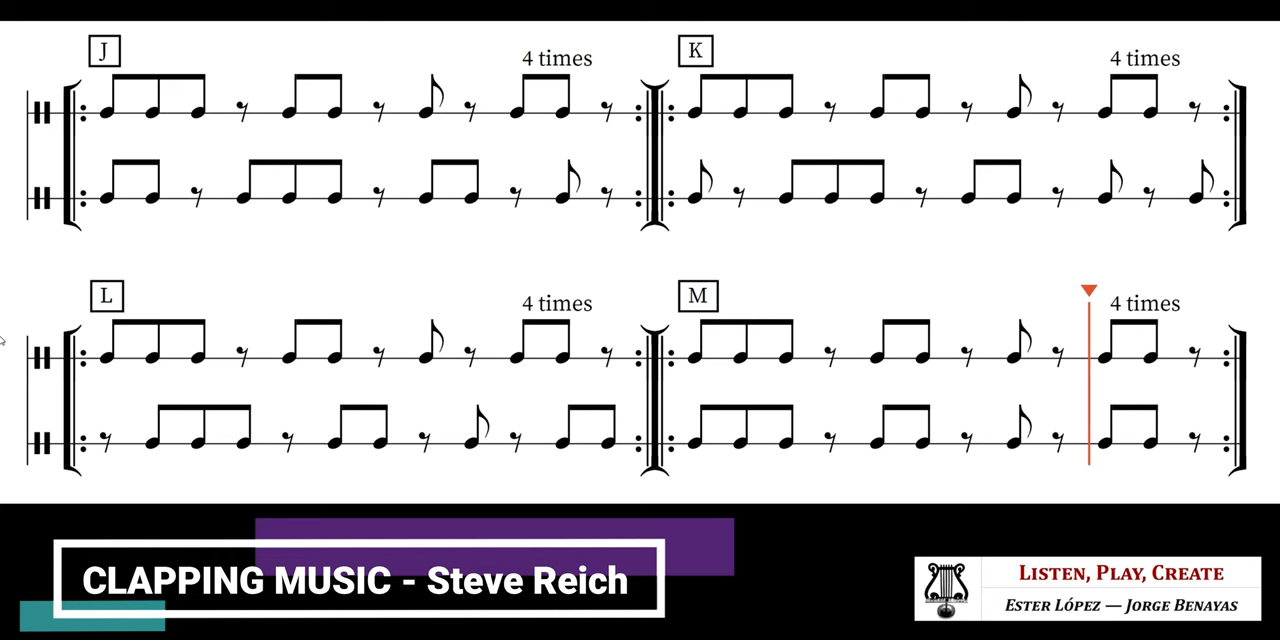 J
4 times
K
4 times
L
4 times
M
4 times
CLAPPING MUSIC - Steve Reich
LISTEN, PLAY, CREATE
ESTER LÓPEZ — JORGE BENAYAS